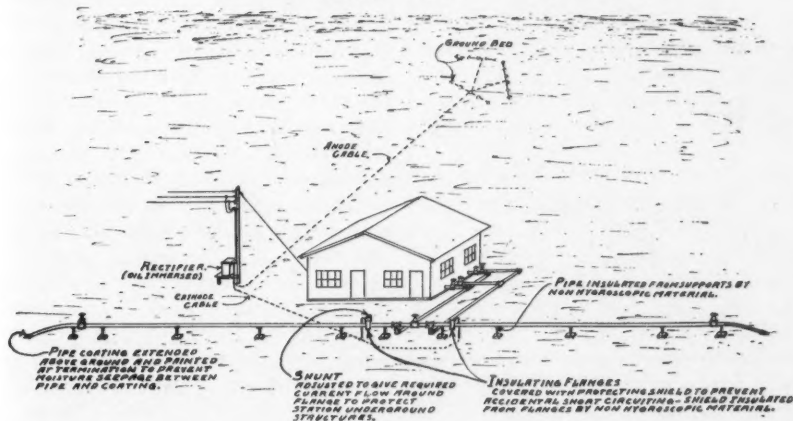 GROUND BED
ANODE
CABLE
RECTIFIER
(OIL IMMERSED)
CATHODE
CABLE
PIPE INSULATED FROM SUPPORTS BY
NON HYGROSCOPIC MATERIAL.
PIPE COATING EXTENDED
ABOVE GROUND AND PAINTED
AT TERMINATION TO PREVENT
MOISTURE SEEPAGE BETWEEN
PIPE AND COATING.
SHUNT
ADJUSTED TO GIVE REQUIRED
CURRENT FLOW AROUND
FLANGE TO PROTECT
STATION UNDERGROUND
STRUCTURES.
INSULATING FLANGES
COVERED WITH PROTECTING SHIELD TO PREVENT
ACCIDENTAL SHORT CIRCUITING - SHIELD INSULATED
FROM FLANGES BY NON HYGROSCOPIC MATERIAL.